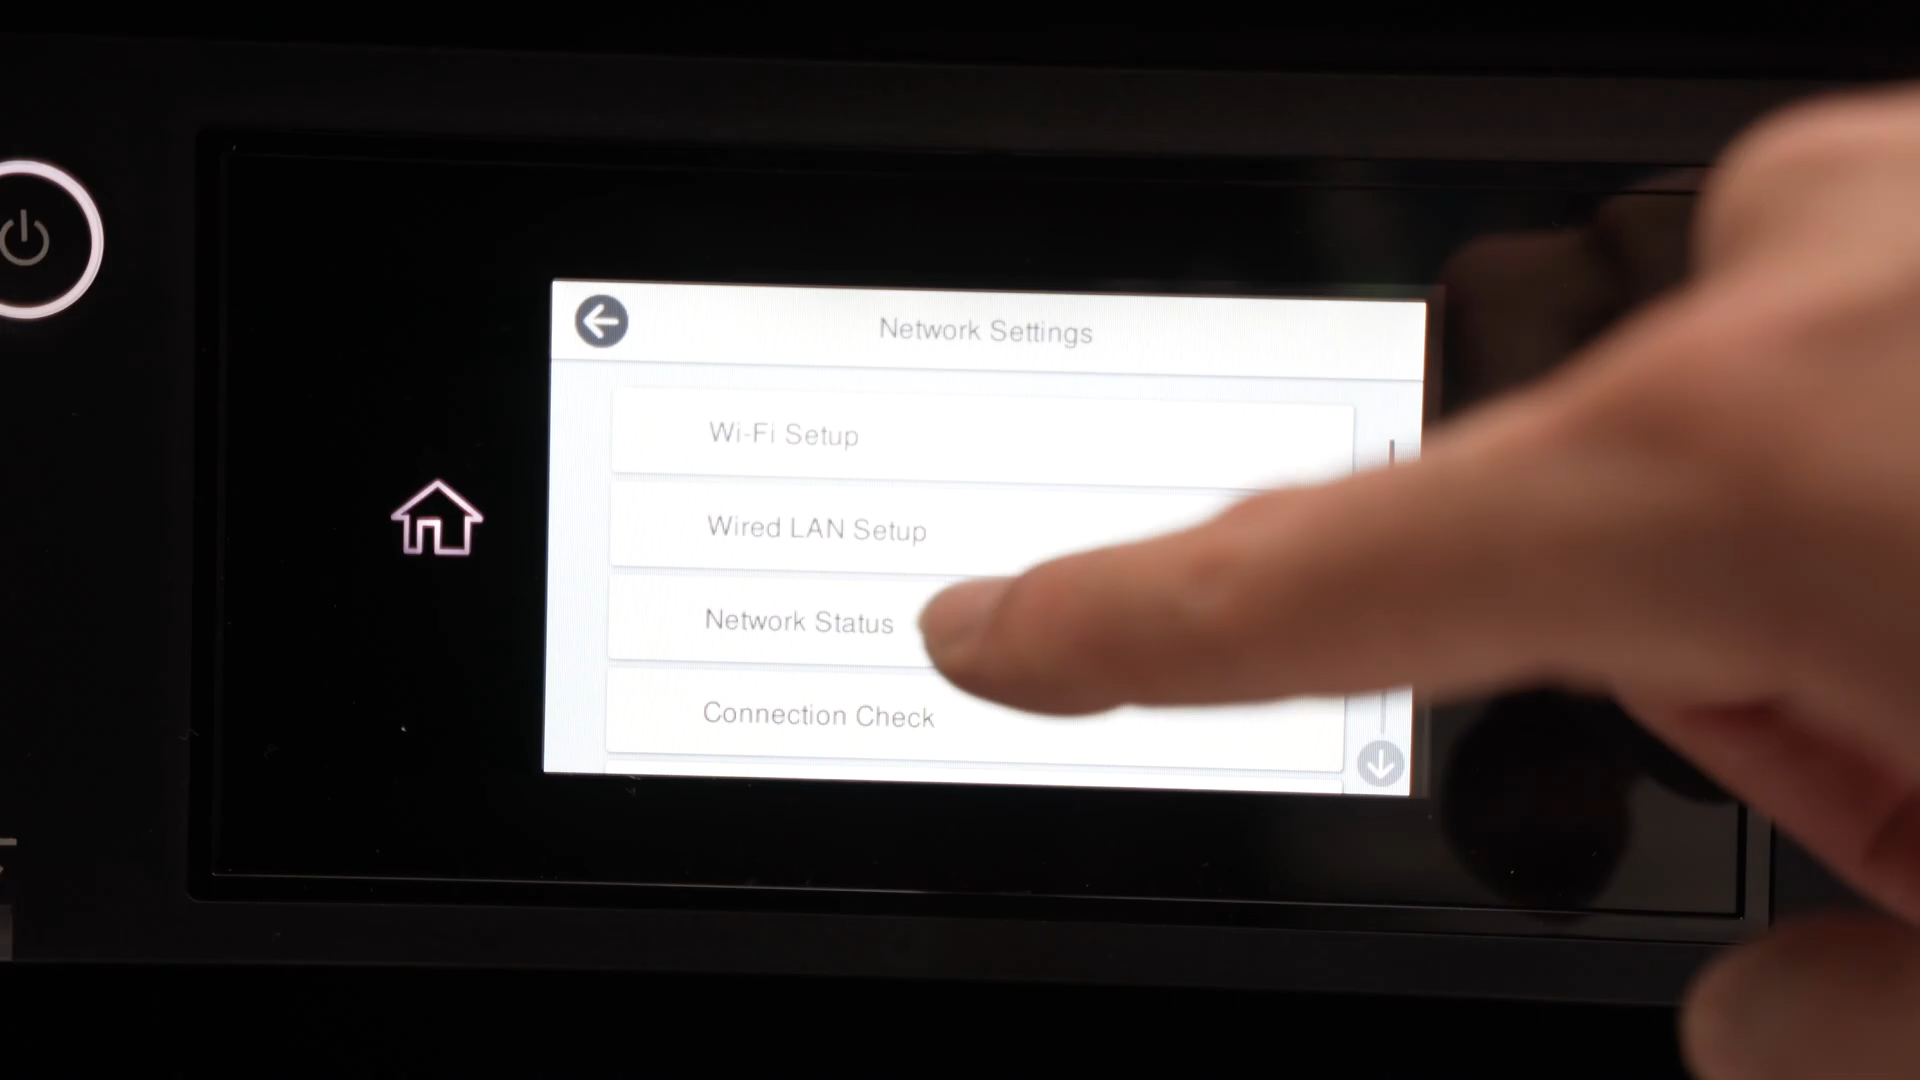 Network Settings
Wi-Fi Setup
Wired LAN Setup
Network Status
Connection Check